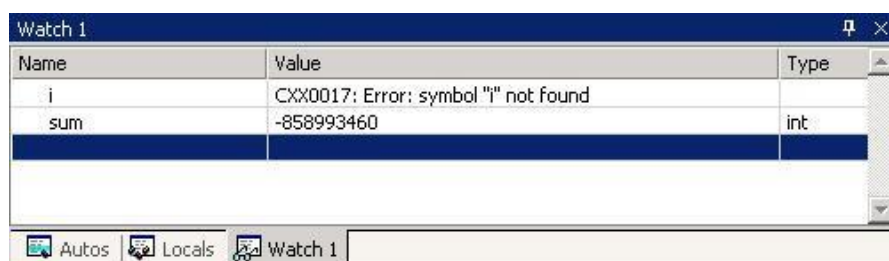 Watch 1
Name Value Type
i CXX0017: Error: symbol "i" not found
sum -858993460 int
Autos Locals Watch 1